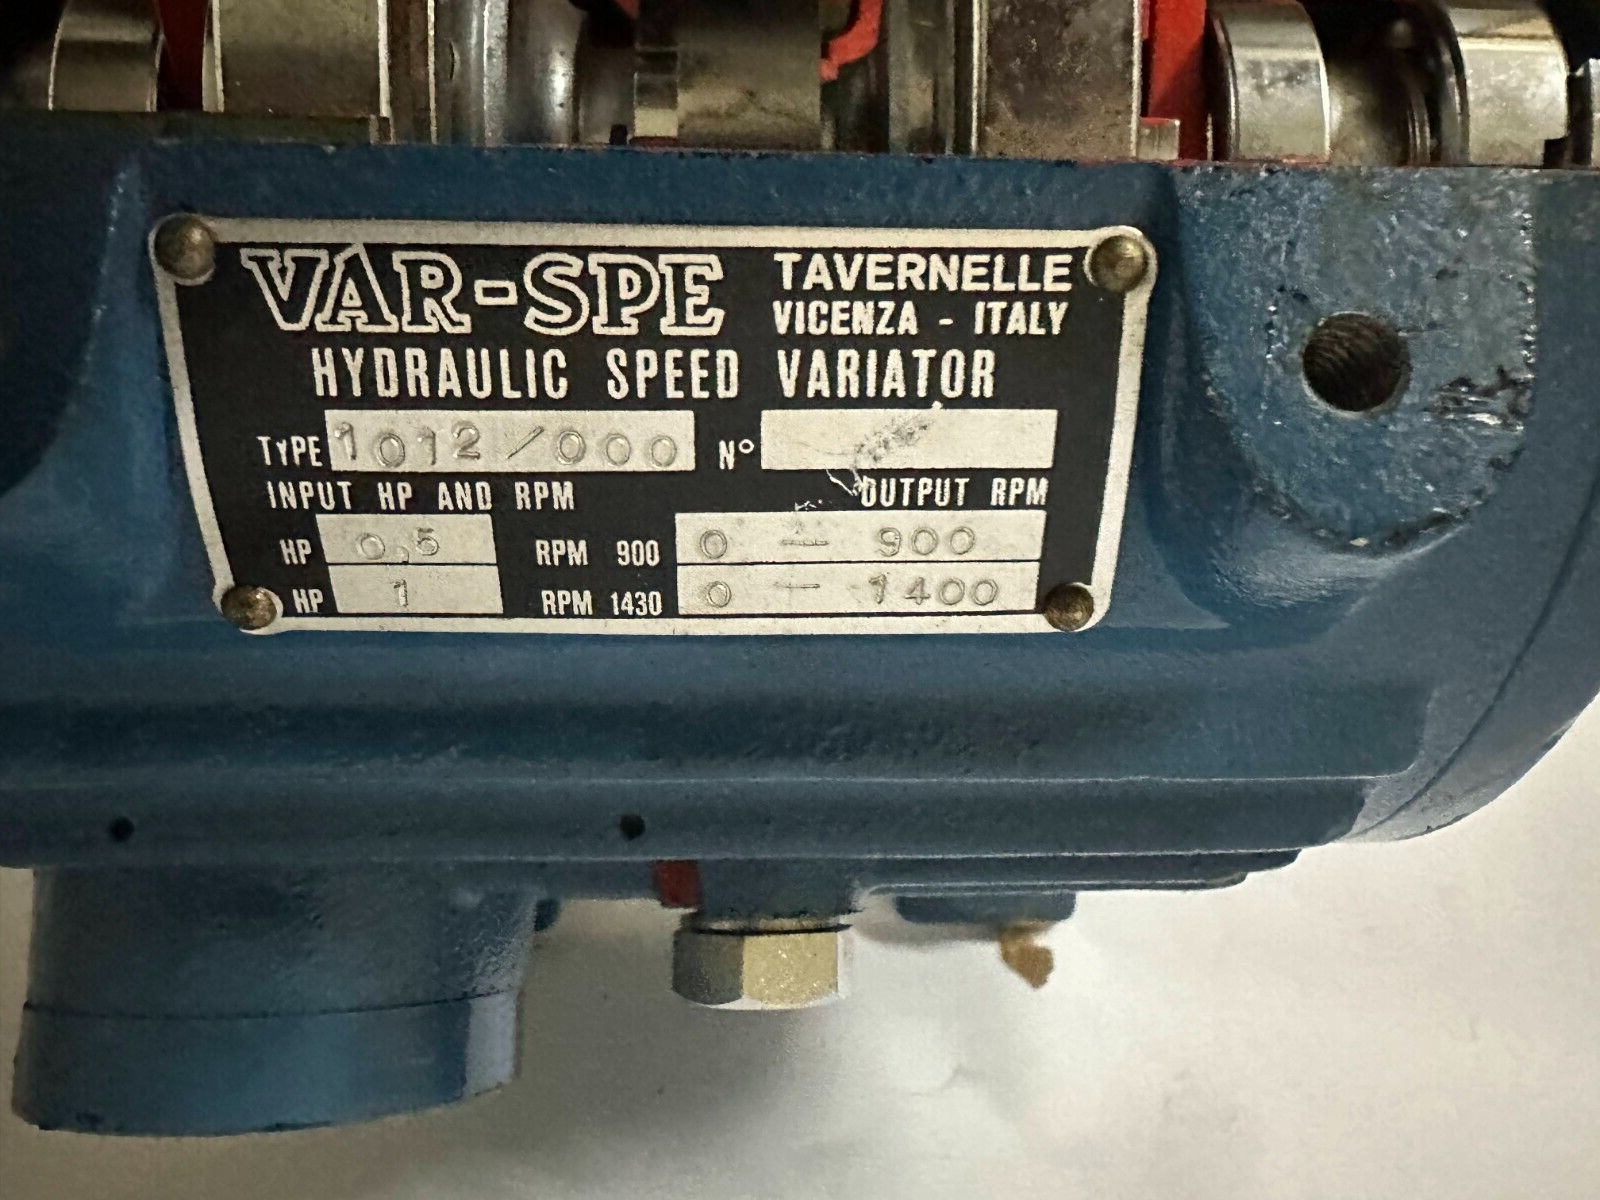 VAR-SPE TAVERNELLE
VICENZA - ITALY
HYDRAULIC SPEED VARIATOR
TYPE 1012/000 N°
INPUT HP AND RPM OUTPUT RPM
HP 0,5 RPM 900 0 - 900
HP 1 RPM 1430 0 - 1400